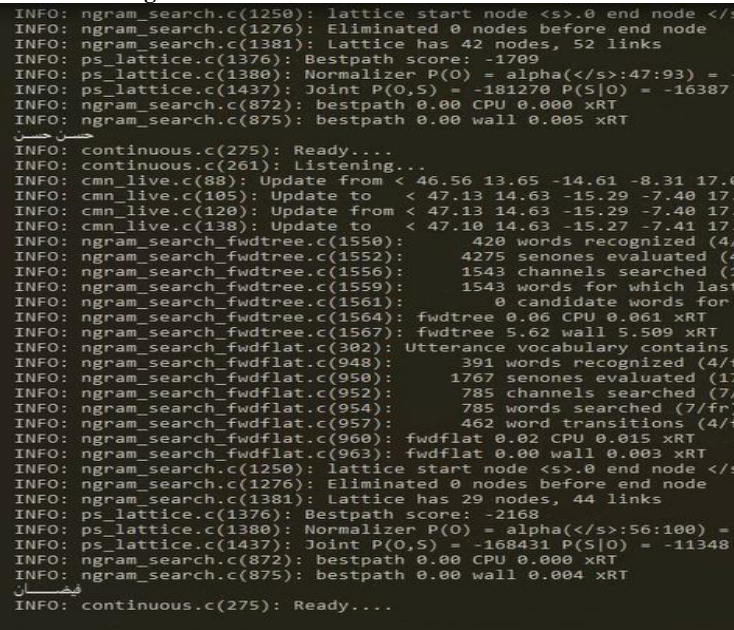 INFO: ngram_search.c(1250): lattice start node <s>.0 end node </s
INFO: ngram_search.c(1276): Eliminated 0 nodes before end node
INFO: ngram_search.c(1381): Lattice has 42 nodes, 52 links
INFO: ps_lattice.c(1376): Bestpath score: -1709
INFO: ps_lattice.c(1380): Normalizer P(O) = alpha(</s>:47:93) = -
INFO: ps_lattice.c(1437): Joint P(O,S) = -181270 P(S|O) = -16387
INFO: ngram_search.c(872): bestpath 0.00 CPU 0.000 xRT
INFO: ngram_search.c(875): bestpath 0.00 wall 0.005 xRT
حسن حسن
INFO: continuous.c(275): Ready....
INFO: continuous.c(261): Listening...
INFO: cmn_live.c(88): Update from < 46.56 13.65 -14.61 -8.31 17.0
INFO: cmn_live.c(105): Update to < 47.13 14.63 -15.29 -7.40 17.
INFO: cmn_live.c(120): Update from < 47.13 14.63 -15.29 -7.40 17.
INFO: cmn_live.c(138): Update to < 47.10 14.63 -15.27 -7.41 17.
INFO: ngram_search_fwdtree.c(1550): 420 words recognized (4/
INFO: ngram_search_fwdtree.c(1552): 4275 senones evaluated (4
INFO: ngram_search_fwdtree.c(1556): 1543 channels searched (1
INFO: ngram_search_fwdtree.c(1559): 1543 words for which last
INFO: ngram_search_fwdtree.c(1561): 0 candidate words for
INFO: ngram_search_fwdtree.c(1564): fwdtree 0.06 CPU 0.061 xRT
INFO: ngram_search_fwdtree.c(1567): fwdtree 5.62 wall 5.509 xRT
INFO: ngram_search_fwdflat.c(302): Utterance vocabulary contains
INFO: ngram_search_fwdflat.c(948): 391 words recognized (4/f
INFO: ngram_search_fwdflat.c(950): 1767 senones evaluated (17
INFO: ngram_search_fwdflat.c(952): 785 channels searched (7/
INFO: ngram_search_fwdflat.c(954): 785 words searched (7/fr)
INFO: ngram_search_fwdflat.c(957): 462 word transitions (4/f
INFO: ngram_search_fwdflat.c(960): fwdflat 0.02 CPU 0.015 xRT
INFO: ngram_search_fwdflat.c(963): fwdflat 0.00 wall 0.003 xRT
INFO: ngram_search.c(1250): lattice start node <s>.0 end node </s
INFO: ngram_search.c(1276): Eliminated 0 nodes before end node
INFO: ngram_search.c(1381): Lattice has 29 nodes, 44 links
INFO: ps_lattice.c(1376): Bestpath score: -2168
INFO: ps_lattice.c(1380): Normalizer P(O) = alpha(</s>:56:100) =
INFO: ps_lattice.c(1437): Joint P(O,S) = -168431 P(S|O) = -11348
INFO: ngram_search.c(872): bestpath 0.00 CPU 0.000 xRT
INFO: ngram_search.c(875): bestpath 0.00 wall 0.004 xRT
فيضــــان
INFO: continuous.c(275): Ready....